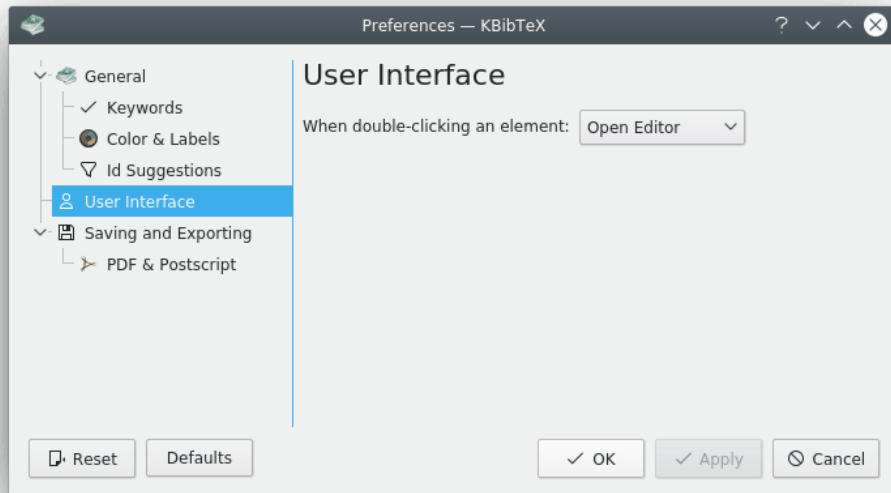 Preferences — KBibTeX
General
Keywords
Color & Labels
Id Suggestions
User Interface
Saving and Exporting
PDF & Postscript
User Interface
When double-clicking an element: Open Editor
Reset Defaults OK Apply Cancel